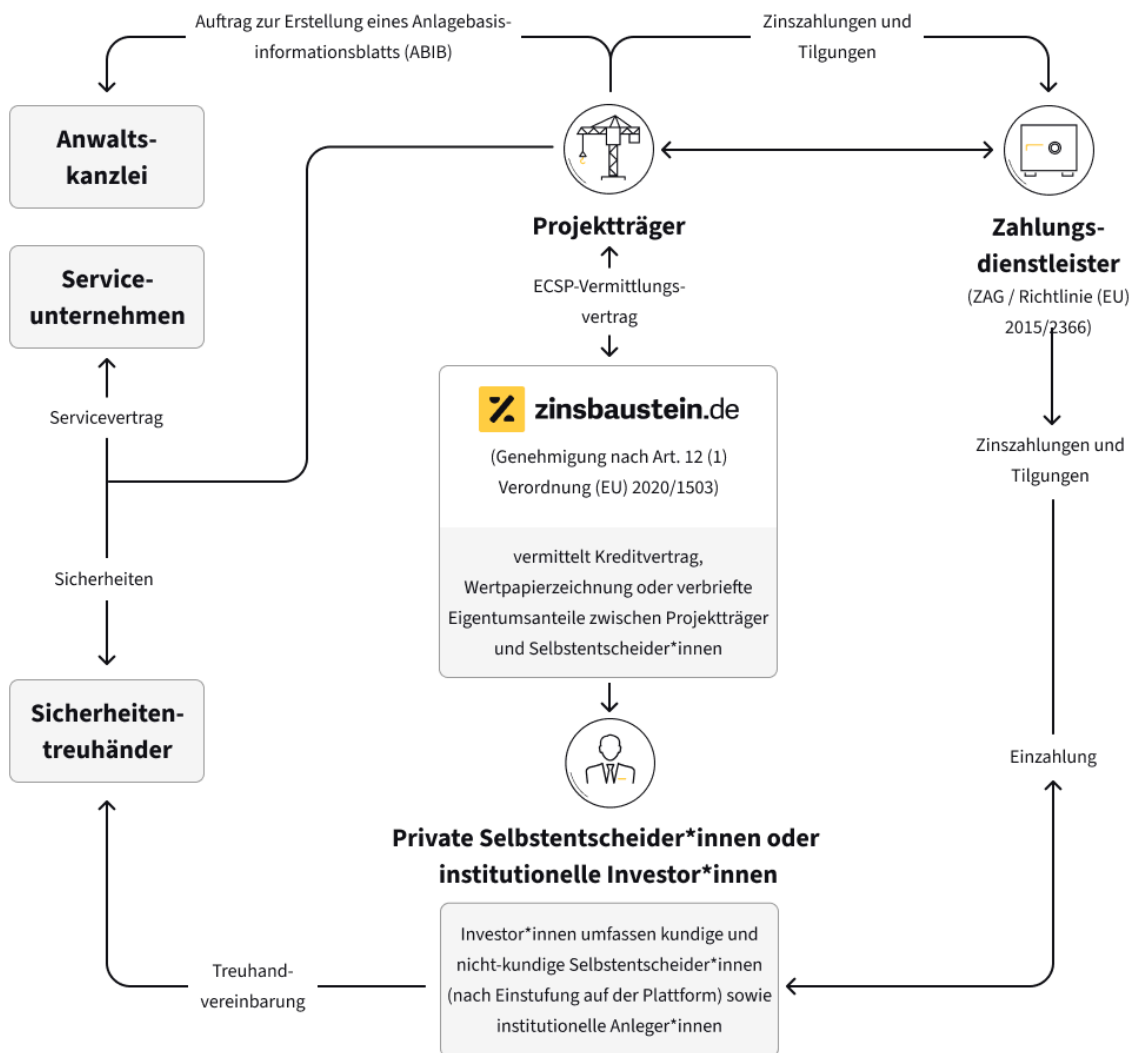 Auftrag zur Erstellung eines Anlagebasis-
informationsblatts (ABIB)
Zinszahlungen und
Tilgungen
Anwalts-
kanzlei
Projektträger
Zahlungs-
dienstleister
(ZAG / Richtlinie (EU)
2015/2366)
Service-
unternehmen
ECSP-Vermittlungs-
vertrag
Servicevertrag
zinsbaustein.de
(Genehmigung nach Art. 12 (1)
Verordnung (EU) 2020/1503)
Zinszahlungen und
Tilgungen
vermittelt Kreditvertrag,
Wertpapierzeichnung oder verbriefte
Eigentumsanteile zwischen Projektträger
und Selbstentscheider*innen
Sicherheiten
Sicherheiten-
treuhänder
Einzahlung
Private Selbstentscheider*innen oder
institutionelle Investor*innen
Investor*innen umfassen kundige und
nicht-kundige Selbstentscheider*innen
(nach Einstufung auf der Plattform) sowie
institutionelle Anleger*innen
Treuhand-
vereinbarung